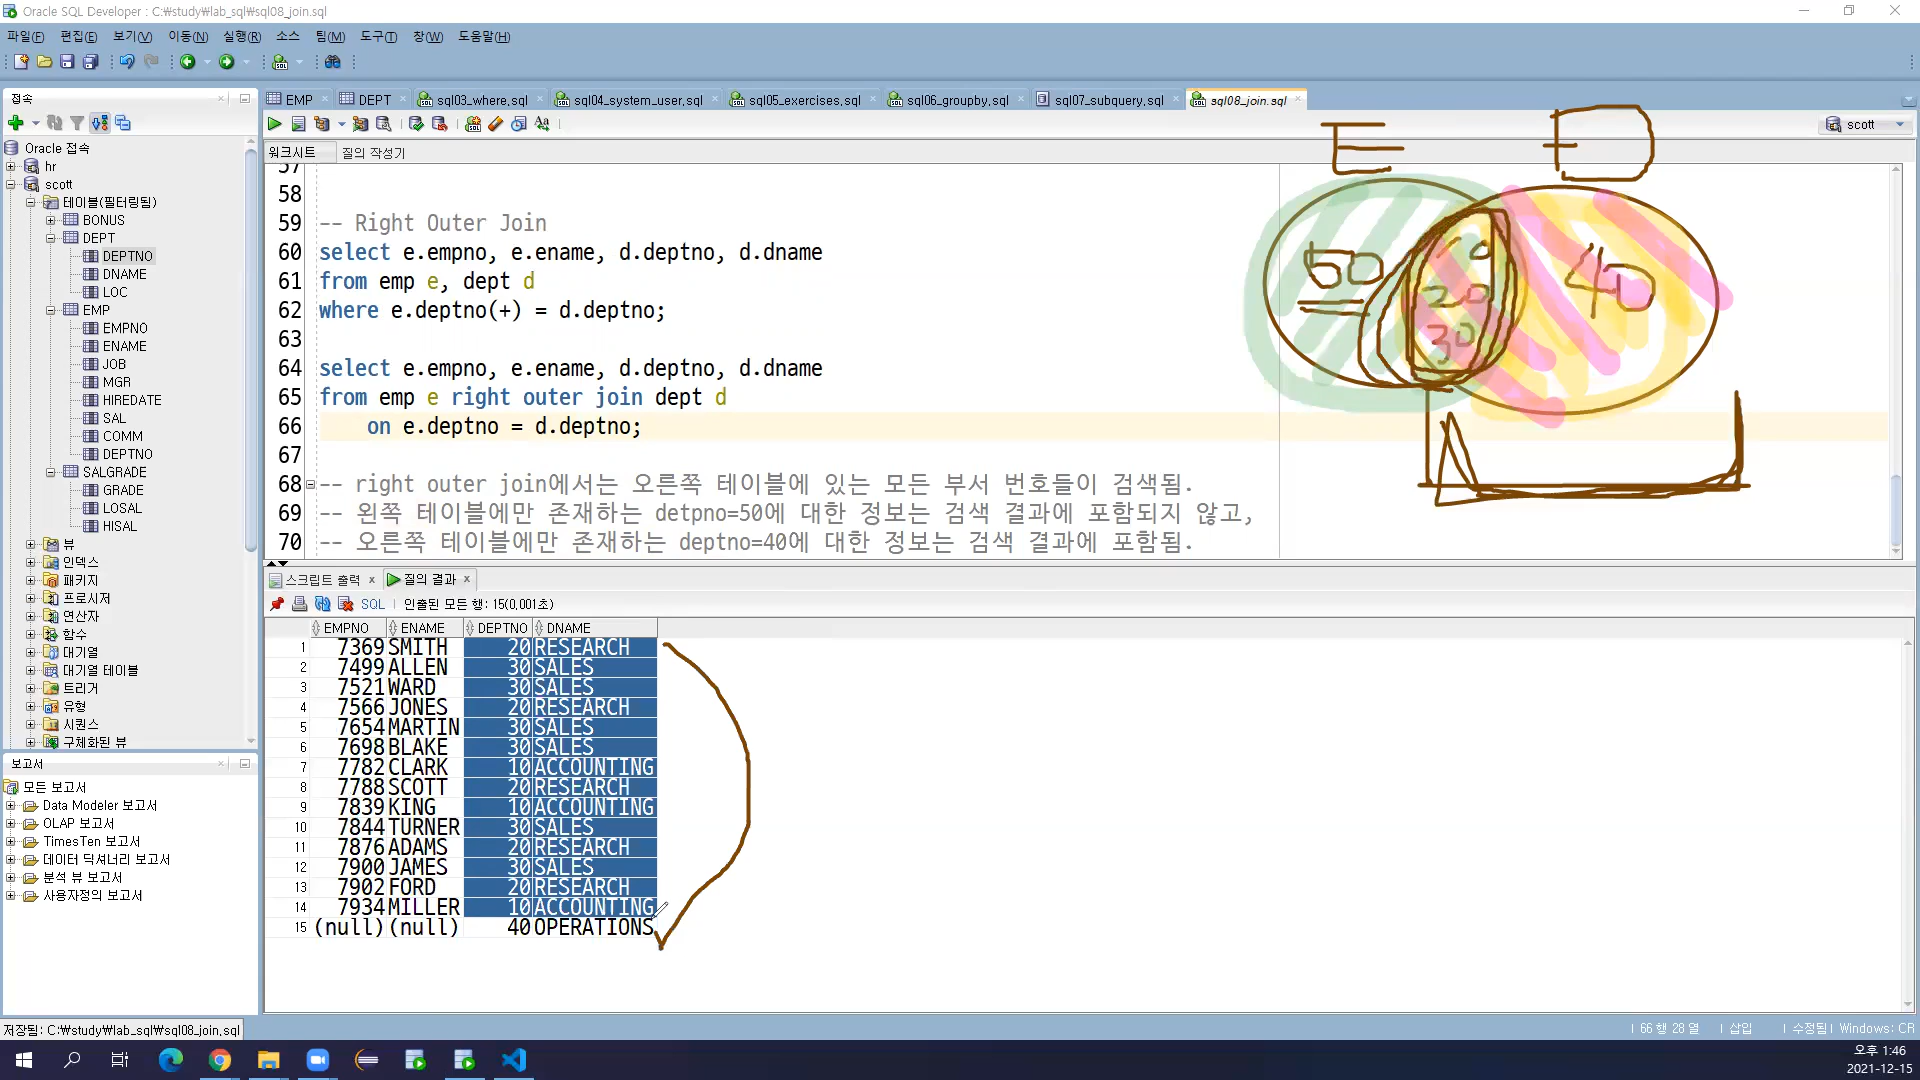 Oracle SQL Developer : C:₩study₩lab_sql₩sql08_join.sql
파일(F) 편집(E) 보기(V) 이동(N) 실행(R) 소스 팀(M) 도구(T) 창(W) 도움말(H)
접속
Oracle 접속
hr
scott
테이블(필터링됨)
BONUS
DEPT
DEPTNO
DNAME
LOC
EMP
EMPNO
ENAME
JOB
MGR
HIREDATE
SAL
COMM
DEPTNO
SALGRADE
GRADE
LOSAL
HISAL
뷰
인덱스
패키지
프로시저
연산자
함수
대기열
대기열 테이블
트리거
유형
시퀀스
구체화된 뷰
보고서
모든 보고서
Data Modeler 보고서
OLAP 보고서
TimesTen 보고서
데이터 딕셔너리 보고서
분석 뷰 보고서
사용자정의 보고서
EMP DEPT sql03_where.sql sql04_system_user.sql sql05_exercises.sql sql06_groupby.sql sql07_subquery.sql sql08_join.sql
scott
워크시트 질의 작성기
57
58
59 -- Right Outer Join
60 select e.empno, e.ename, d.deptno, d.dname
61 from emp e, dept d
62 where e.deptno(+) = d.deptno;
63
64 select e.empno, e.ename, d.deptno, d.dname
65 from emp e right outer join dept d
66 on e.deptno = d.deptno;
67
68 -- right outer join에서는 오른쪽 테이블에 있는 모든 부서 번호들이 검색됨.
69 -- 왼쪽 테이블에만 존재하는 detpno=50에 대한 정보는 검색 결과에 포함되지 않고,
70 -- 오른쪽 테이블에만 존재하는 deptno=40에 대한 정보는 검색 결과에 포함됨.
E D
50 10 20 30 40
스크립트 출력 x 질의 결과 x
SQL | 인출된 모든 행: 15(0,001초)
EMPNO ENAME DEPTNO DNAME
1 7369 SMITH 20 RESEARCH
2 7499 ALLEN 30 SALES
3 7521 WARD 30 SALES
4 7566 JONES 20 RESEARCH
5 7654 MARTIN 30 SALES
6 7698 BLAKE 30 SALES
7 7782 CLARK 10 ACCOUNTING
8 7788 SCOTT 20 RESEARCH
9 7839 KING 10 ACCOUNTING
10 7844 TURNER 30 SALES
11 7876 ADAMS 20 RESEARCH
12 7900 JAMES 30 SALES
13 7902 FORD 20 RESEARCH
14 7934 MILLER 10 ACCOUNTING
15 (null) (null) 40 OPERATIONS
저장됨: C:₩study₩lab_sql₩sql08_join.sql
| 66 행 28 열 | 삽입 | 수정됨 | Windows: CR
오후 1:46
2021-12-15